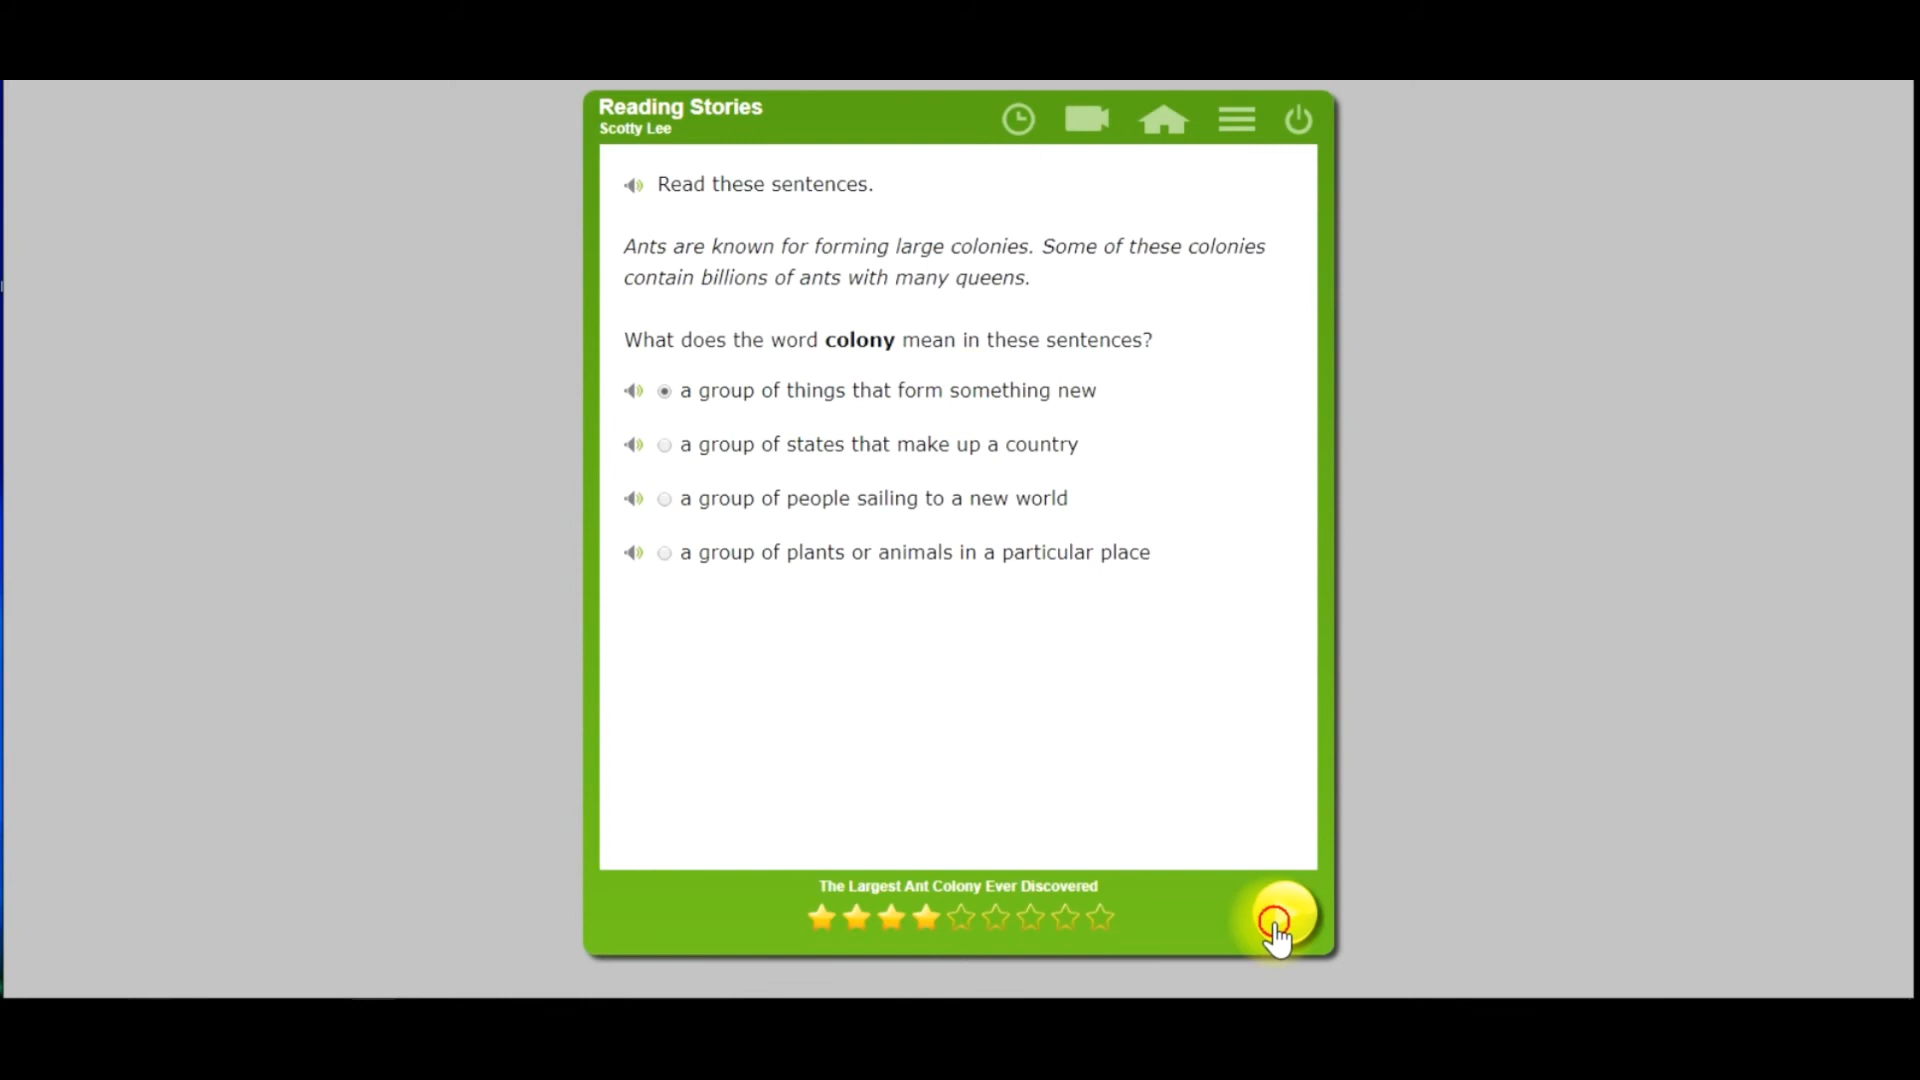 Reading Stories
Scotty Lee
Read these sentences.
Ants are known for forming large colonies. Some of these colonies
contain billions of ants with many queens.
What does the word colony mean in these sentences?
a group of things that form something new
a group of states that make up a country
a group of people sailing to a new world
a group of plants or animals in a particular place
The Largest Ant Colony Ever Discovered